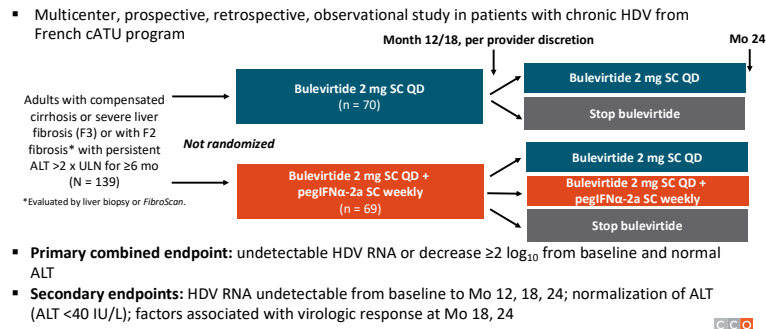 ▪ Multicenter, prospective, retrospective, observational study in patients with chronic HDV from
French cATU program
Month 12/18, per provider discretion
Mo 24
Adults with compensated
cirrhosis or severe liver
fibrosis (F3) or with F2
fibrosis* with persistent
ALT >2 x ULN for ≥6 mo
(N = 139)
*Evaluated by liver biopsy or FibroScan.
Not randomized
Bulevirtide 2 mg SC QD
(n = 70)
Bulevirtide 2 mg SC QD +
pegIFNα-2a SC weekly
(n = 69)
Bulevirtide 2 mg SC QD
Stop bulevirtide
Bulevirtide 2 mg SC QD
Bulevirtide 2 mg SC QD +
pegIFNα-2a SC weekly
Stop bulevirtide
▪ Primary combined endpoint: undetectable HDV RNA or decrease ≥2 log10 from baseline and normal
ALT
▪ Secondary endpoints: HDV RNA undetectable from baseline to Mo 12, 18, 24; normalization of ALT
(ALT <40 IU/L); factors associated with virologic response at Mo 18, 24
CCO